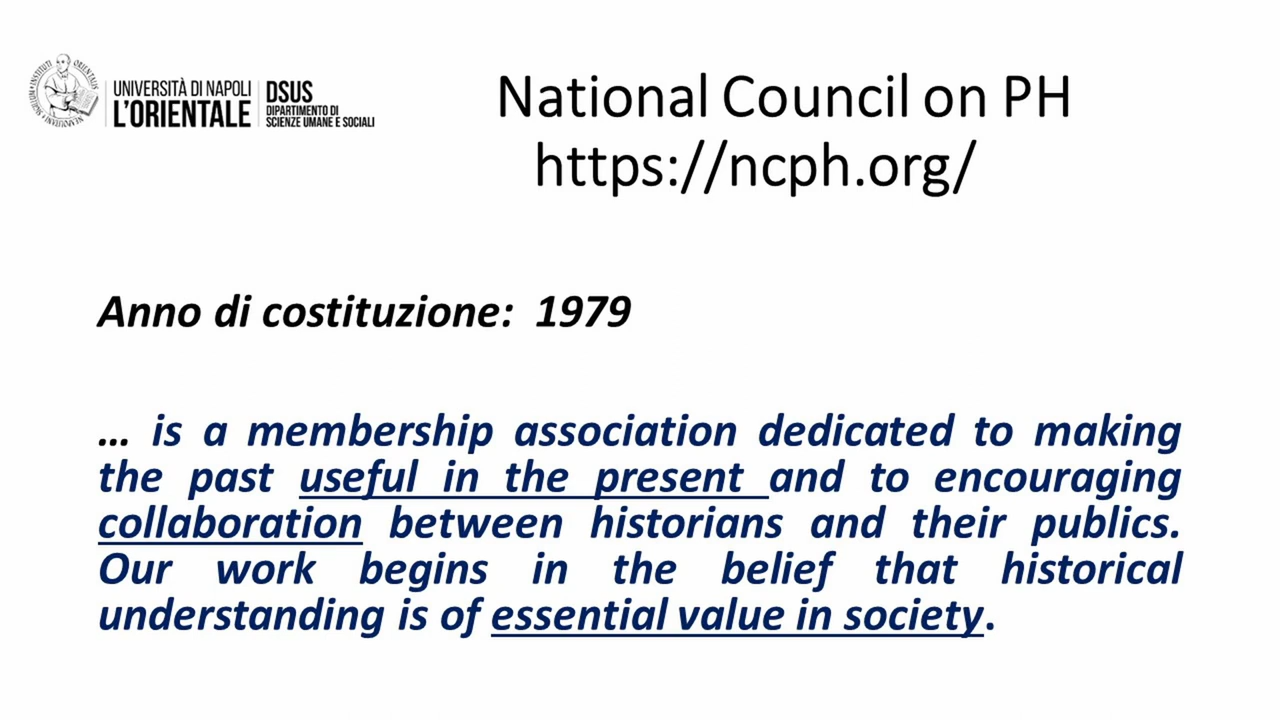 UNIVERSITÀ DI NAPOLI
L'ORIENTALE
DSUS
DIPARTIMENTO DI
SCIENZE UMANE E SOCIALI
National Council on PH
https://ncph.org/
Anno di costituzione: 1979
... is a membership association dedicated to making
the past useful in the present and to encouraging
collaboration between historians and their publics.
Our work begins in the belief that historical
understanding is of essential value in society.